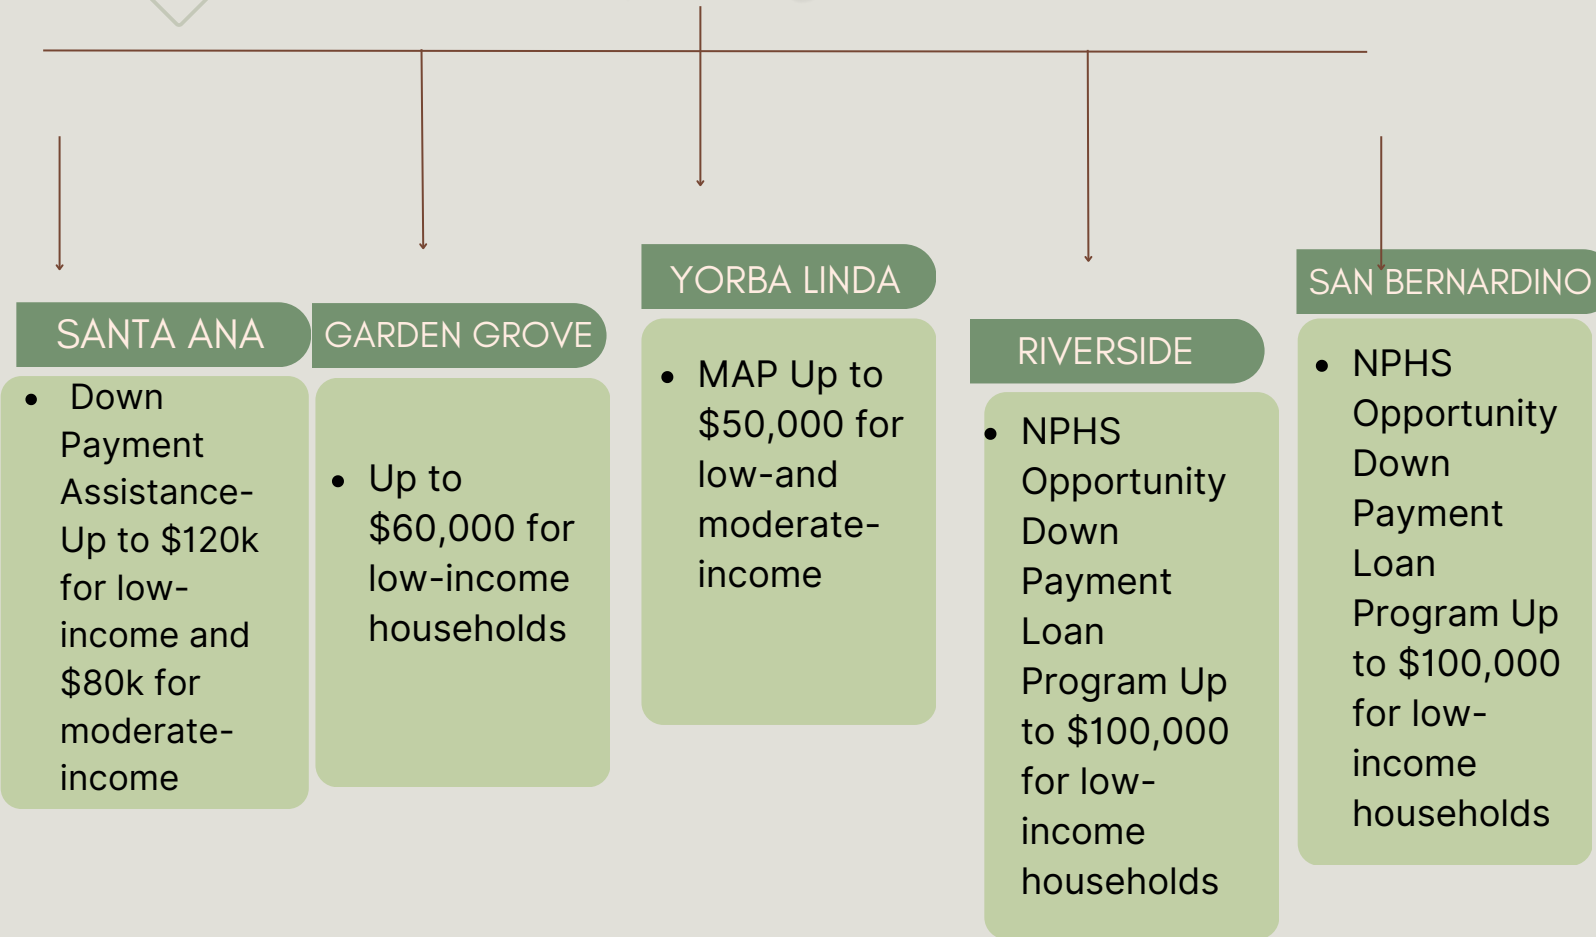 SANTA ANA
• Down
Payment
Assistance-
Up to $120k
for low-
income and
$80k for
moderate-
income
GARDEN GROVE
• Up to
$60,000 for
low-income
households
YORBA LINDA
• MAP Up to
$50,000 for
low-and
moderate-
income
RIVERSIDE
• NPHS
Opportunity
Down
Payment
Loan
Program Up
to $100,000
for low-
income
households
SAN BERNARDINO
• NPHS
Opportunity
Down
Payment
Loan
Program Up
to $100,000
for low-
income
households